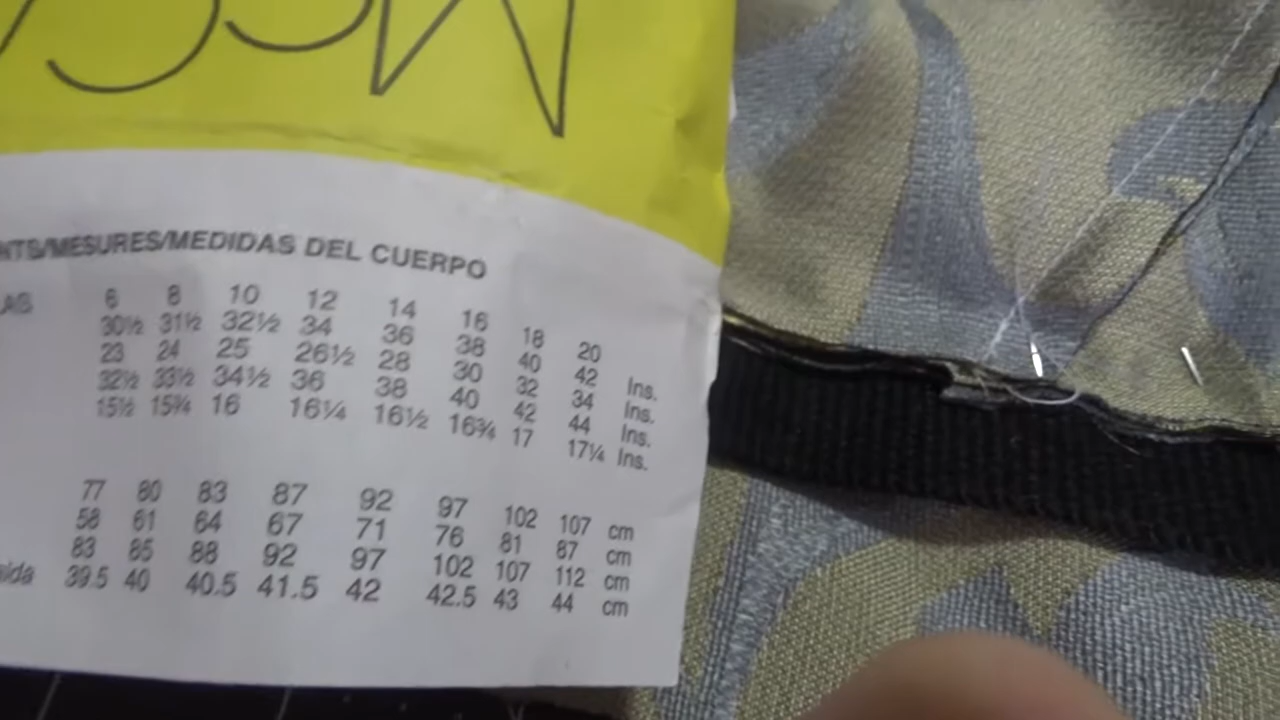 McCA
NTS/MESURES/MEDIDAS DEL CUERPO
LAS 6 8 10 12 14 16 18 20
30½ 31½ 32½ 34 36 38 40 42 Ins.
23 24 25 26½ 28 30 32 34 Ins.
32½ 33½ 34½ 36 38 40 42 44 Ins.
15½ 15¾ 16 16¼ 16½ 16¾ 17 17¼ Ins.
77 80 83 87 92 97 102 107 cm
58 61 64 67 71 76 81 87 cm
83 85 88 92 97 102 107 112 cm
39.5 40 40.5 41.5 42 42.5 43 44 cm